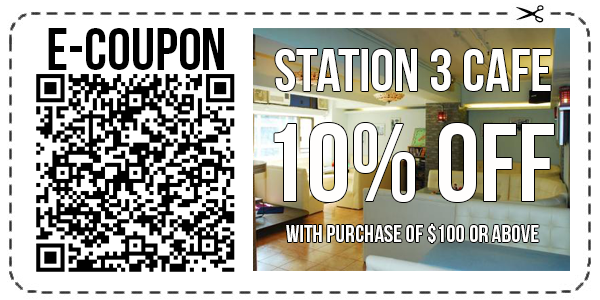 E-COUPON
STATION 3 CAFE
10% OFF
WITH PURCHASE OF $100 OR ABOVE